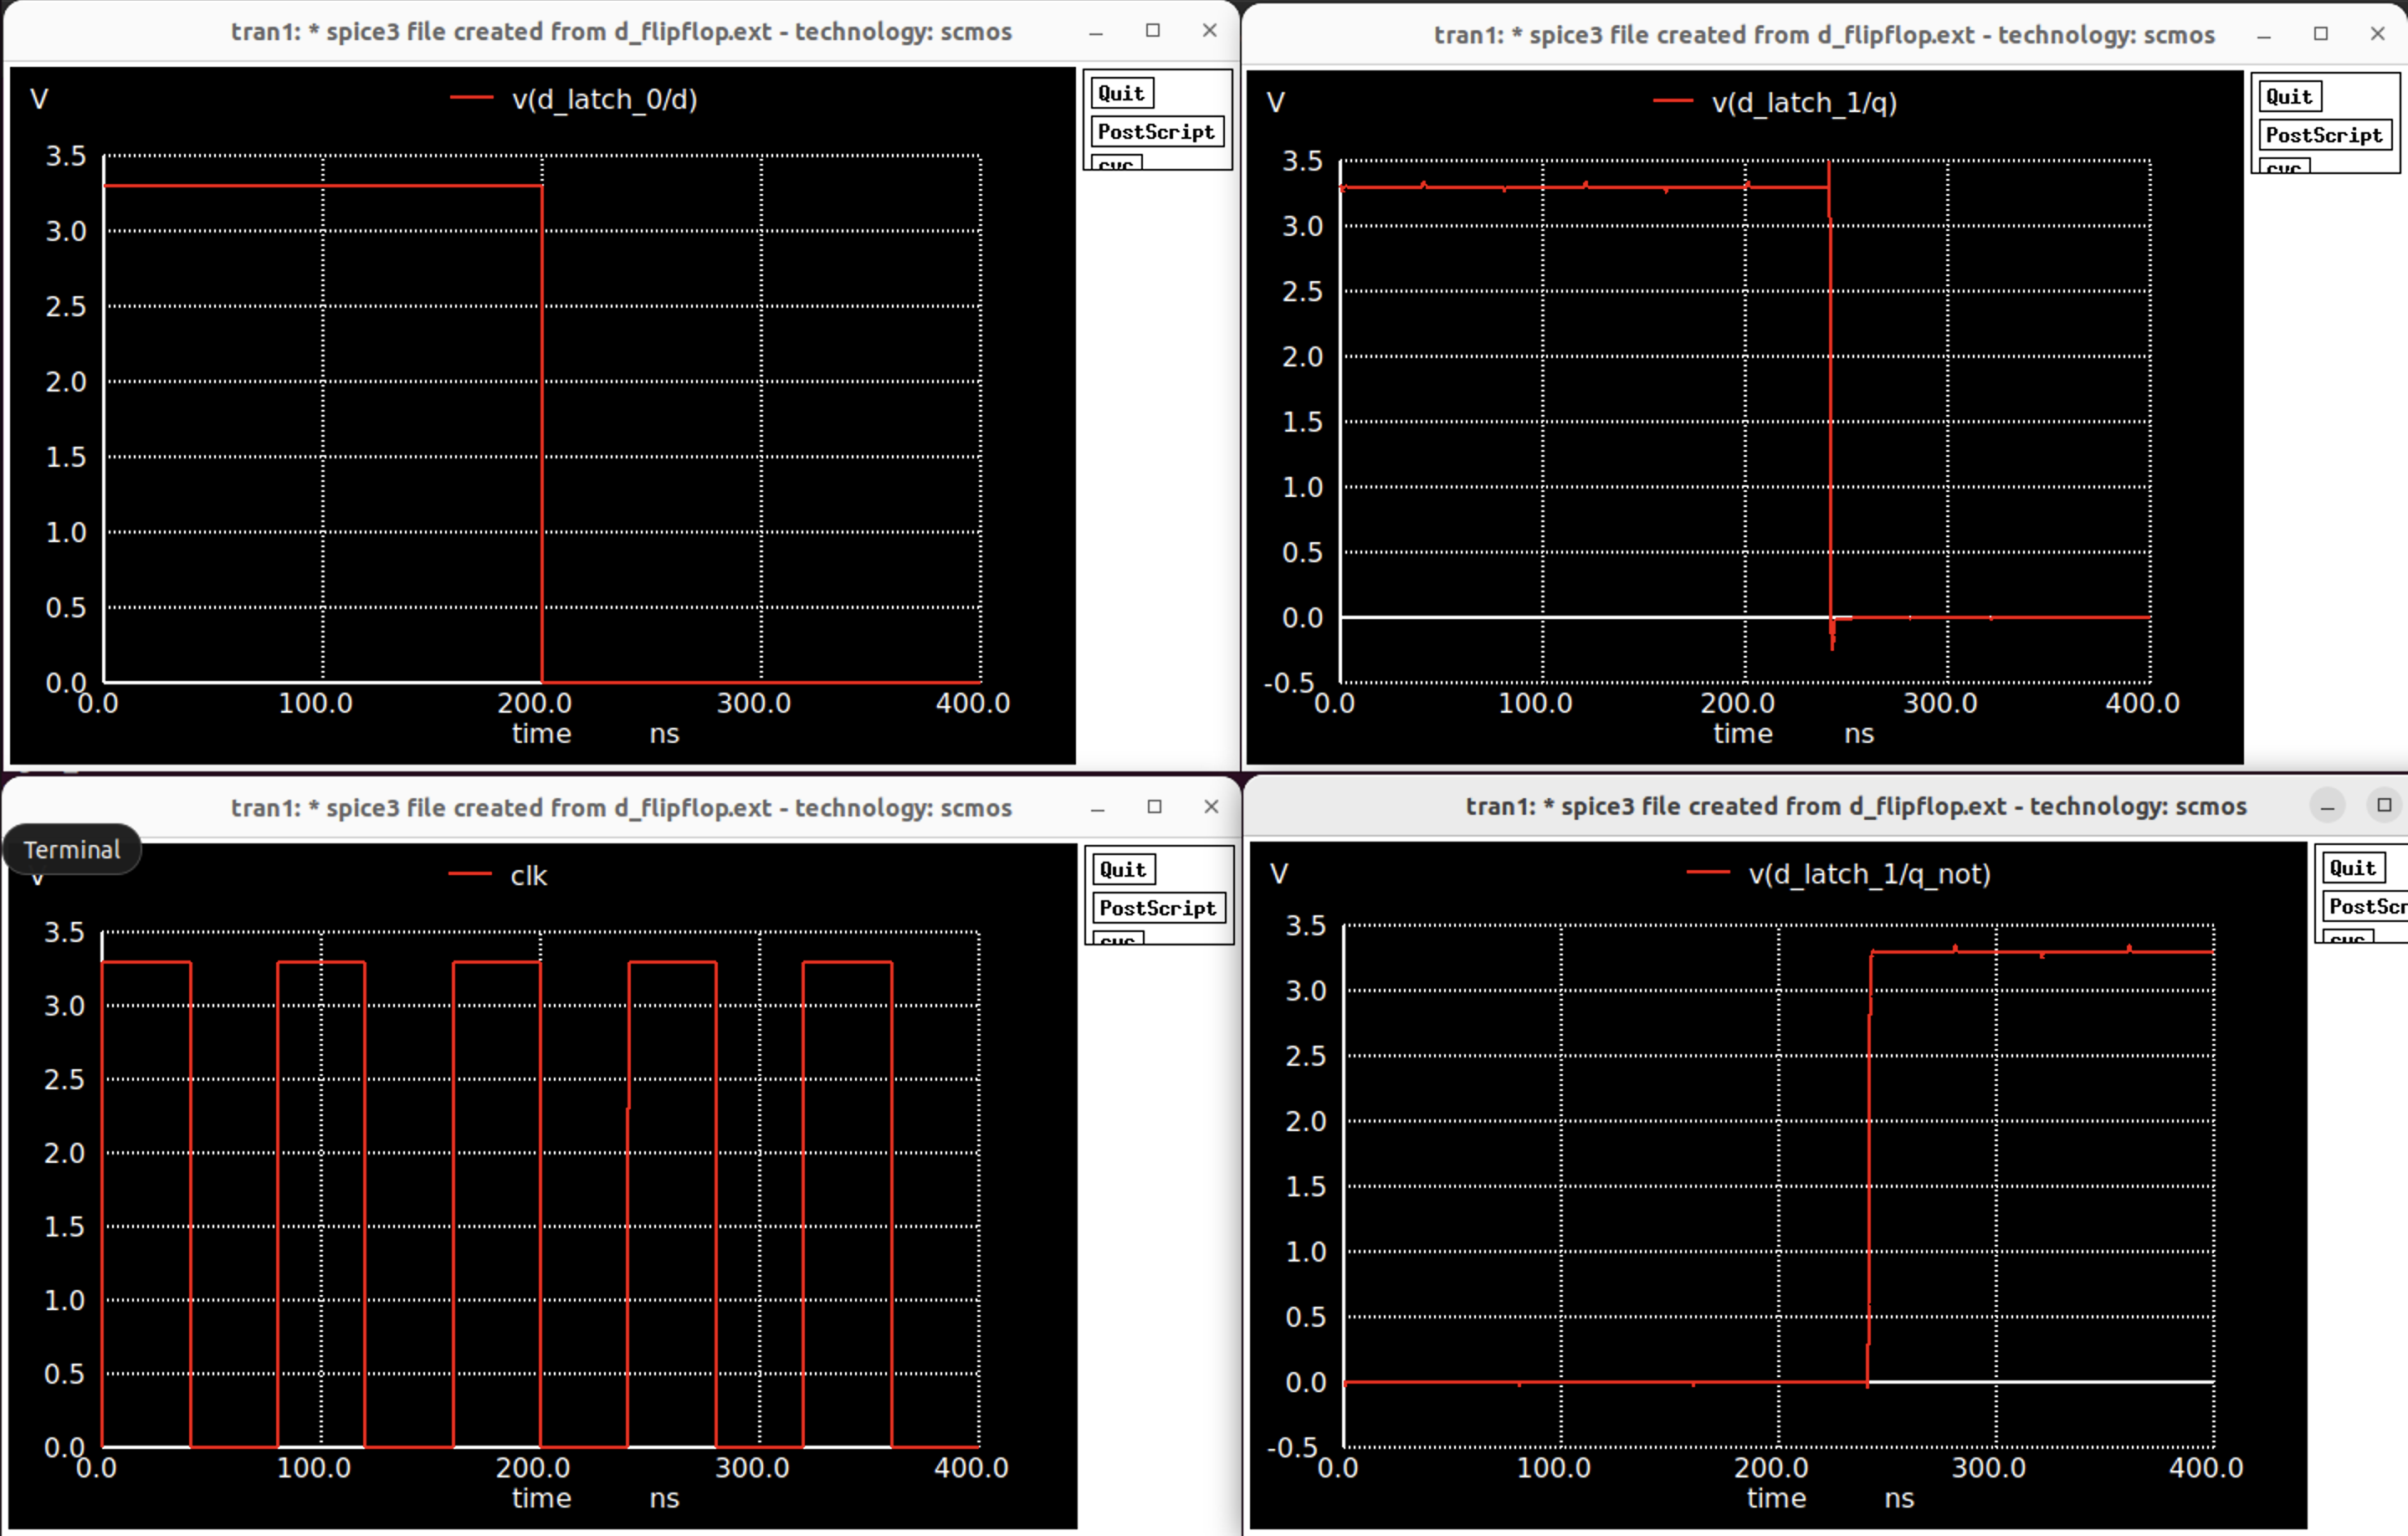 tran1: * spice3 file created from d_flipflop.ext - technology: scmos
V
v(d_latch_0/d)
Quit
PostScript
3.5
3.0
2.5
2.0
1.5
1.0
0.5
0.0
0.0 100.0 200.0 300.0 400.0
time ns
tran1: * spice3 file created from d_flipflop.ext - technology: scmos
V
v(d_latch_1/q)
Quit
PostScript
3.5
3.0
2.5
2.0
1.5
1.0
0.5
0.0
-0.5
0.0 100.0 200.0 300.0 400.0
time ns
tran1: * spice3 file created from d_flipflop.ext - technology: scmos
Terminal
V
clk
Quit
PostScript
3.5
3.0
2.5
2.0
1.5
1.0
0.5
0.0
0.0 100.0 200.0 300.0 400.0
time ns
tran1: * spice3 file created from d_flipflop.ext - technology: scmos
V
v(d_latch_1/q_not)
Quit
PostScr
3.5
3.0
2.5
2.0
1.5
1.0
0.5
0.0
-0.5
0.0 100.0 200.0 300.0 400.0
time ns